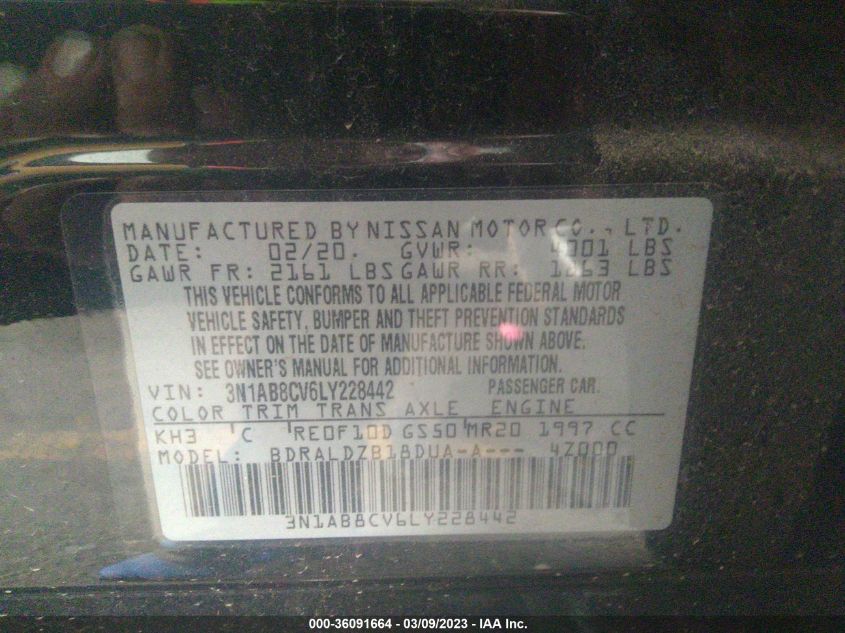 MANUFACTURED BY NISSAN MOTOR CO., LTD.
DATE: 02/20. GVWR: 4001 LBS
GAWR FR: 2161 LBS GAWR RR: 1863 LBS
THIS VEHICLE CONFORMS TO ALL APPLICABLE FEDERAL MOTOR
VEHICLE SAFETY, BUMPER AND THEFT PREVENTION STANDARDS
IN EFFECT ON THE DATE OF MANUFACTURE SHOWN ABOVE.
SEE OWNER'S MANUAL FOR ADDITIONAL INFORMATION.
VIN: 3N1AB8CV6LY228442 PASSENGER CAR.
COLOR TRIM TRANS AXLE ENGINE
KH3 C RE0F10D GS50 MR20 1997 CC
MODEL: BDRALDZB18DUA-A--- 4Z000
3N1AB8CV6LY228442
000-36091664 / 03/09/2023 - IAA Inc.